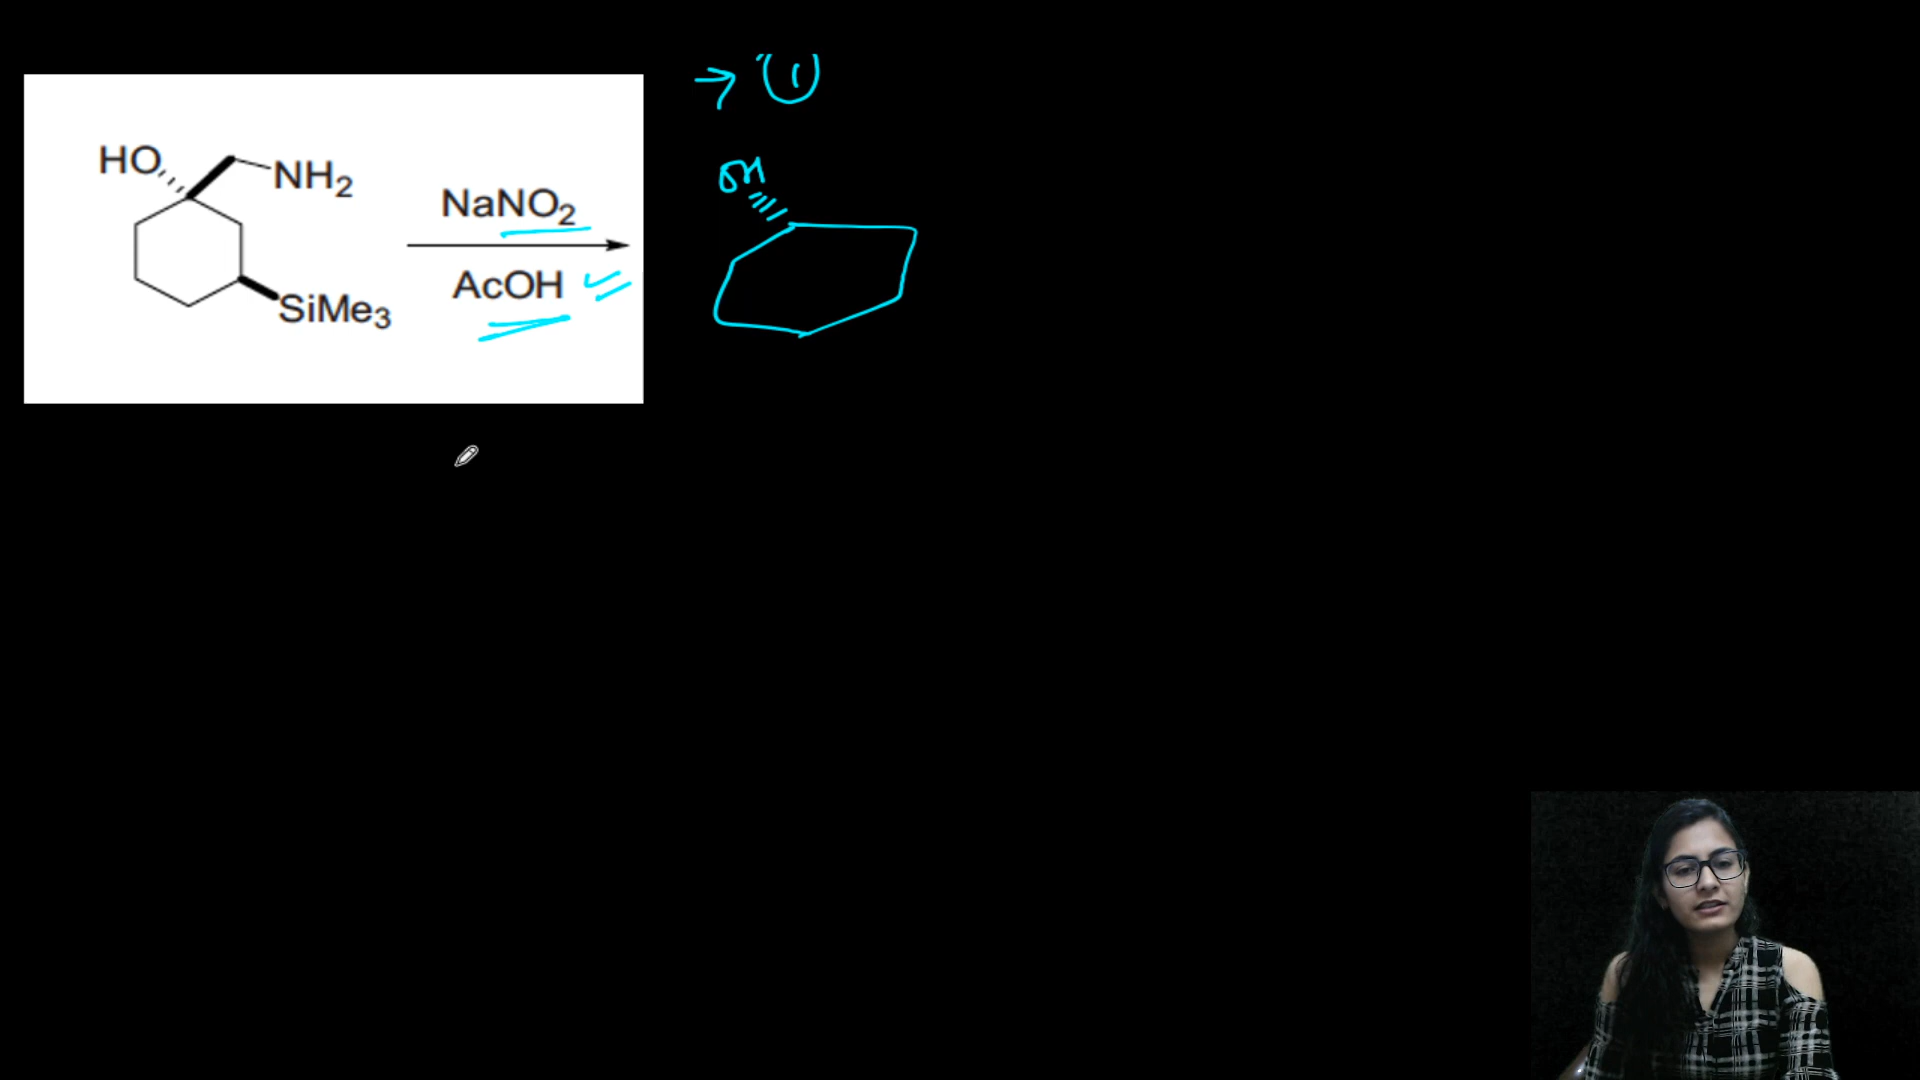 HO
NH2
NaNO2
AcOH
SiMe3
→ (1)
OH